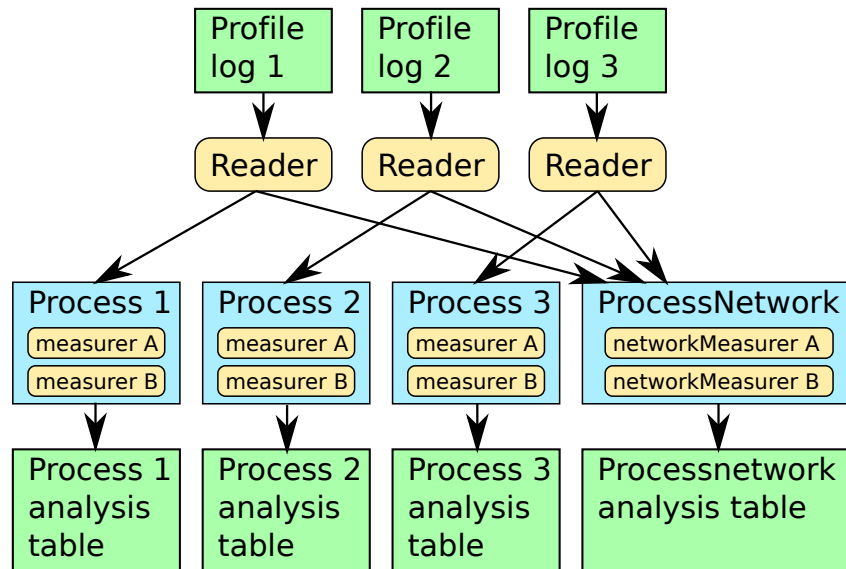 Profile
log 1
Profile
log 2
Profile
log 3
Reader
Reader
Reader
Process 1
measurer A
measurer B
Process 2
measurer A
measurer B
Process 3
measurer A
measurer B
ProcessNetwork
networkMeasurer A
networkMeasurer B
Process 1
analysis
table
Process 2
analysis
table
Process 3
analysis
table
Processnetwork
analysis table